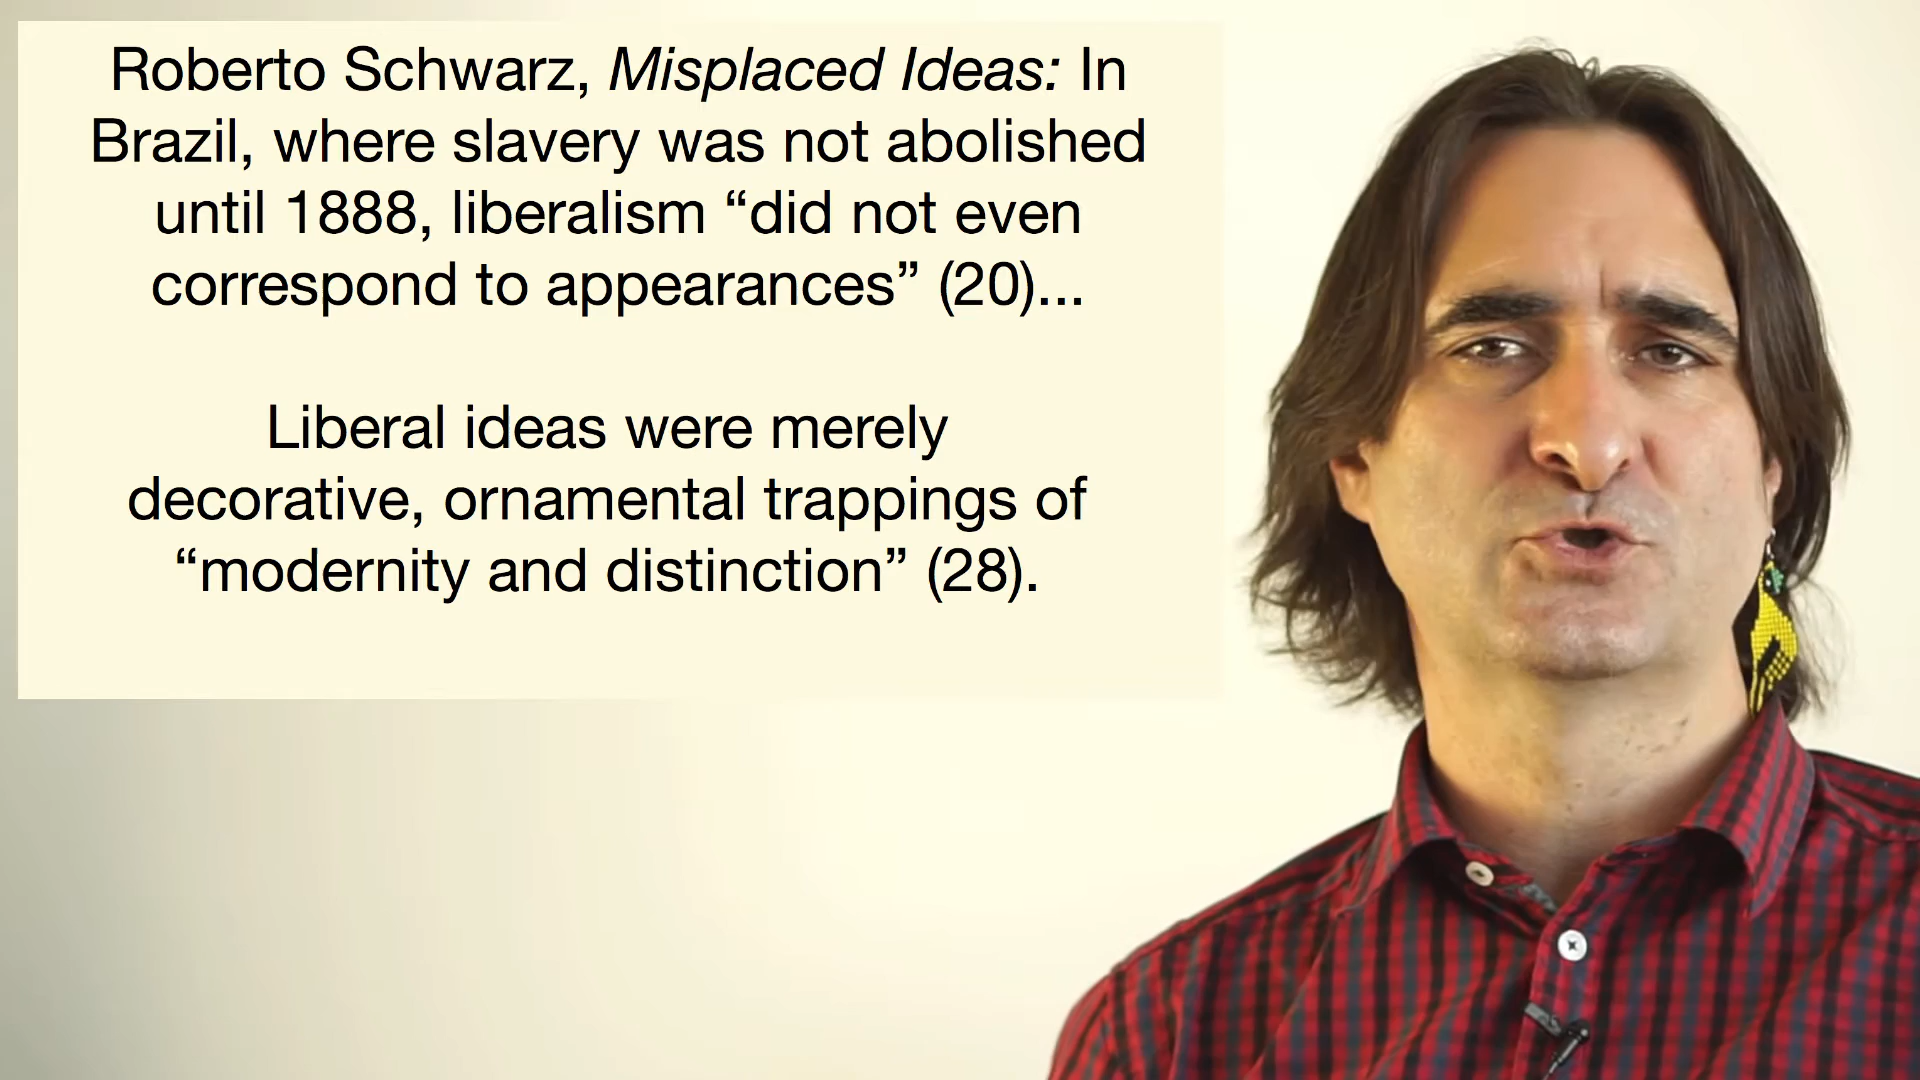 Roberto Schwarz, Misplaced Ideas: In
Brazil, where slavery was not abolished
until 1888, liberalism “did not even
correspond to appearances” (20)...
Liberal ideas were merely
decorative, ornamental trappings of
“modernity and distinction” (28).